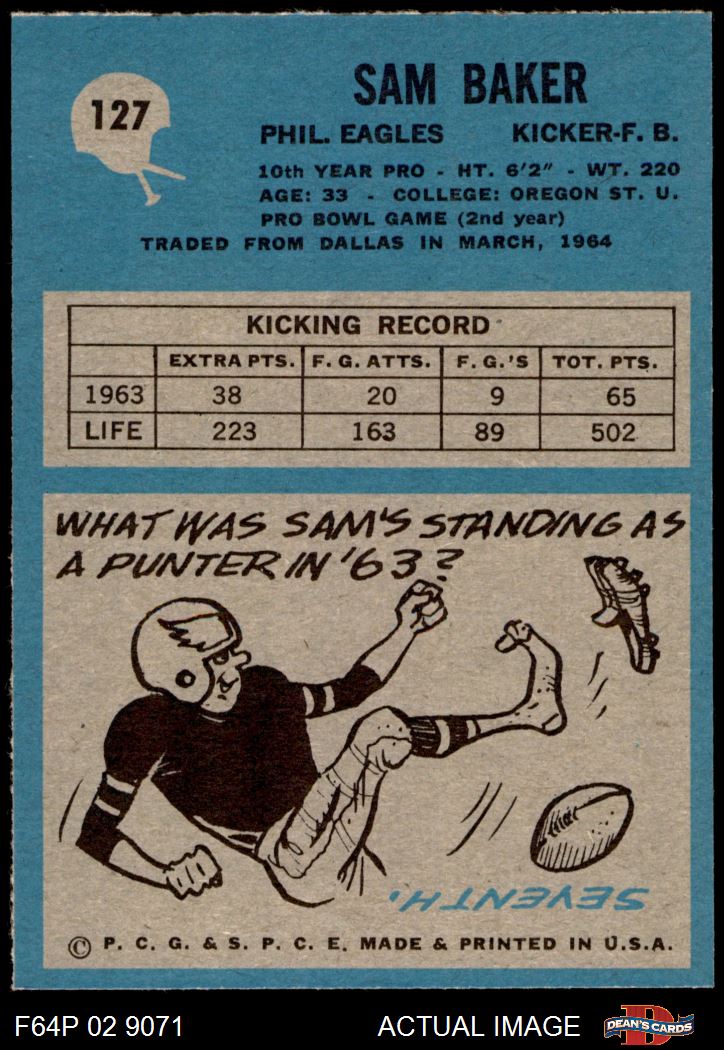 127
SAM BAKER
PHIL. EAGLES KICKER-F. B.
10th YEAR PRO - HT. 6'2" - WT. 220
AGE: 33 - COLLEGE: OREGON ST. U.
PRO BOWL GAME (2nd year)
TRADED FROM DALLAS IN MARCH, 1964
KICKING RECORD
EXTRA PTS. F. G. ATTS. F. G.'S TOT. PTS.
1963 38 20 9 65
LIFE 223 163 89 502
WHAT WAS SAM'S STANDING AS
A PUNTER IN '63?
SEVENTH.
© P. C. G. & S. P. C. E. MADE & PRINTED IN U.S.A.
F64P 02 9071 ACTUAL IMAGE DEAN'S CARDS